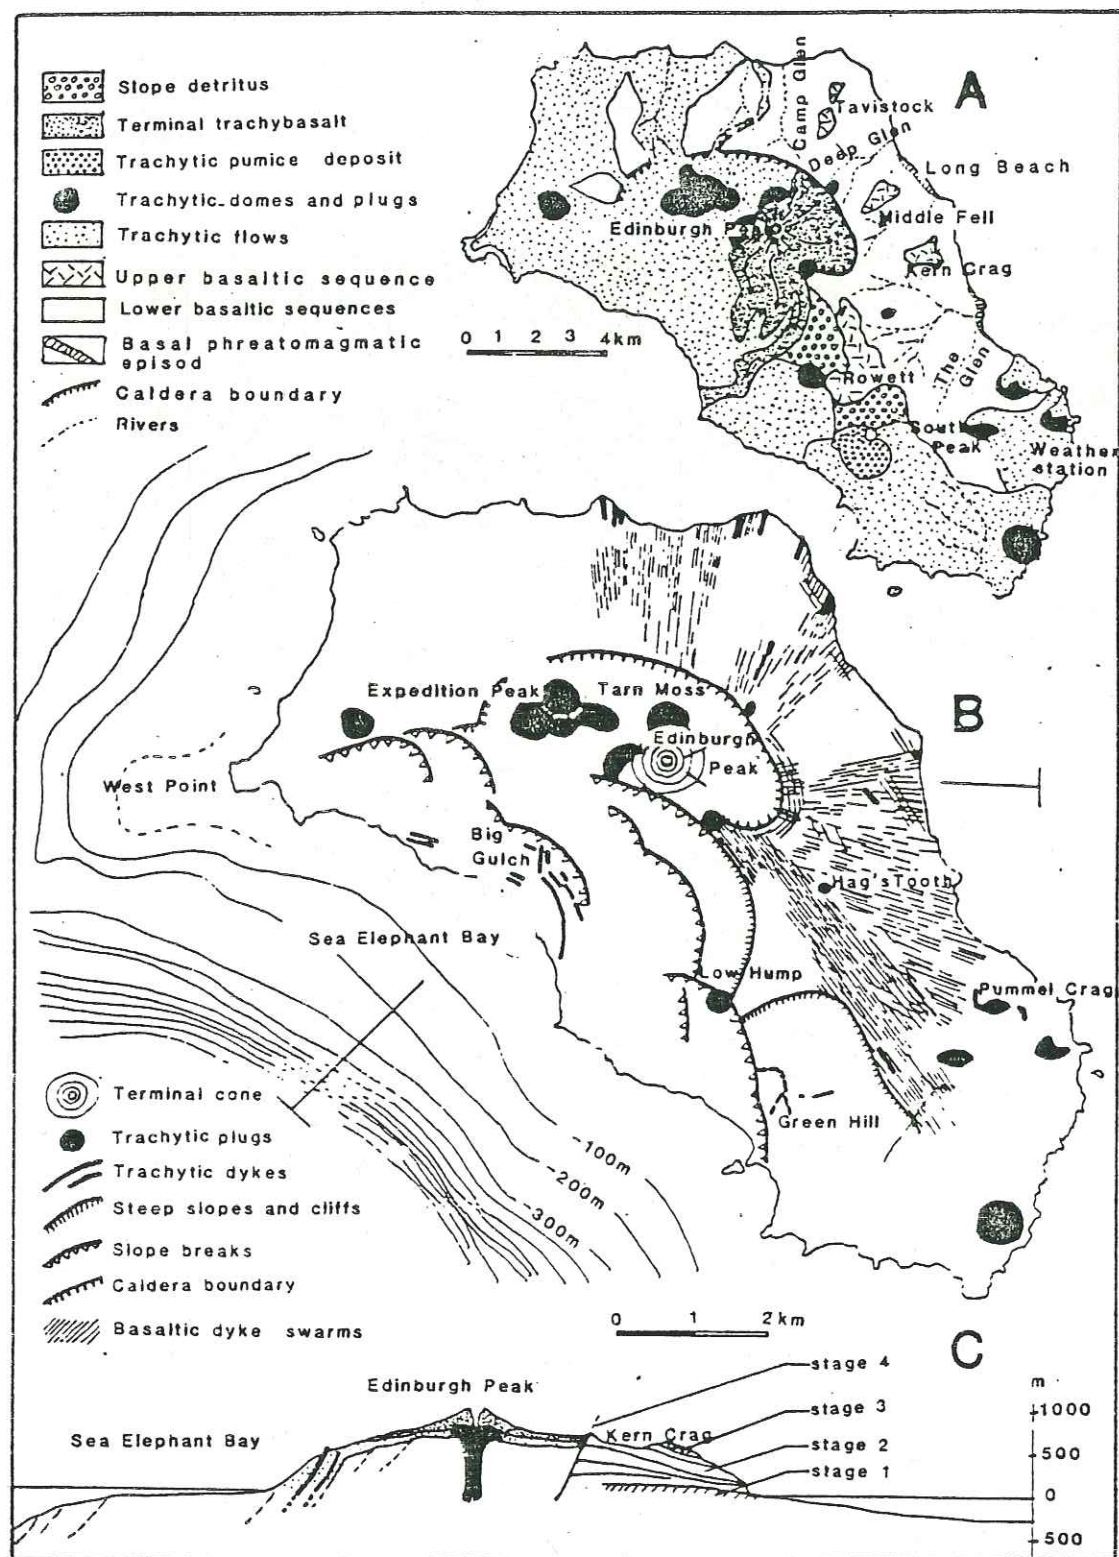 A
Slope detritus
Terminal trachybasalt
Trachytic pumice deposit
Trachytic domes and plugs
Trachytic flows
Upper basaltic sequence
Lower basaltic sequences
Basal phreatomagmatic
episod
Caldera boundary
Rivers
Camp Glen
Tavistock
Deep Glen
Long Beach
Middle Fell
Edinburgh Peak
Kern Crag
0 1 2 3 4km
The Glen
Rowett
South
Peak
Weather
station
B
Expedition Peak
Tarn Moss
Edinburgh
Peak
West Point
Big
Gulch
Hag's Tooth
Sea Elephant Bay
Low Hump
Pummel Crag
Green Hill
-100m
-200m
-300m
Terminal cone
Trachytic plugs
Trachytic dykes
Steep slopes and cliffs
Slope breaks
Caldera boundary
Basaltic dyke swarms
0 1 2 km
C
Edinburgh Peak
Sea Elephant Bay
Kern Crag
stage 4
stage 3
stage 2
stage 1
m
1000
500
0
500